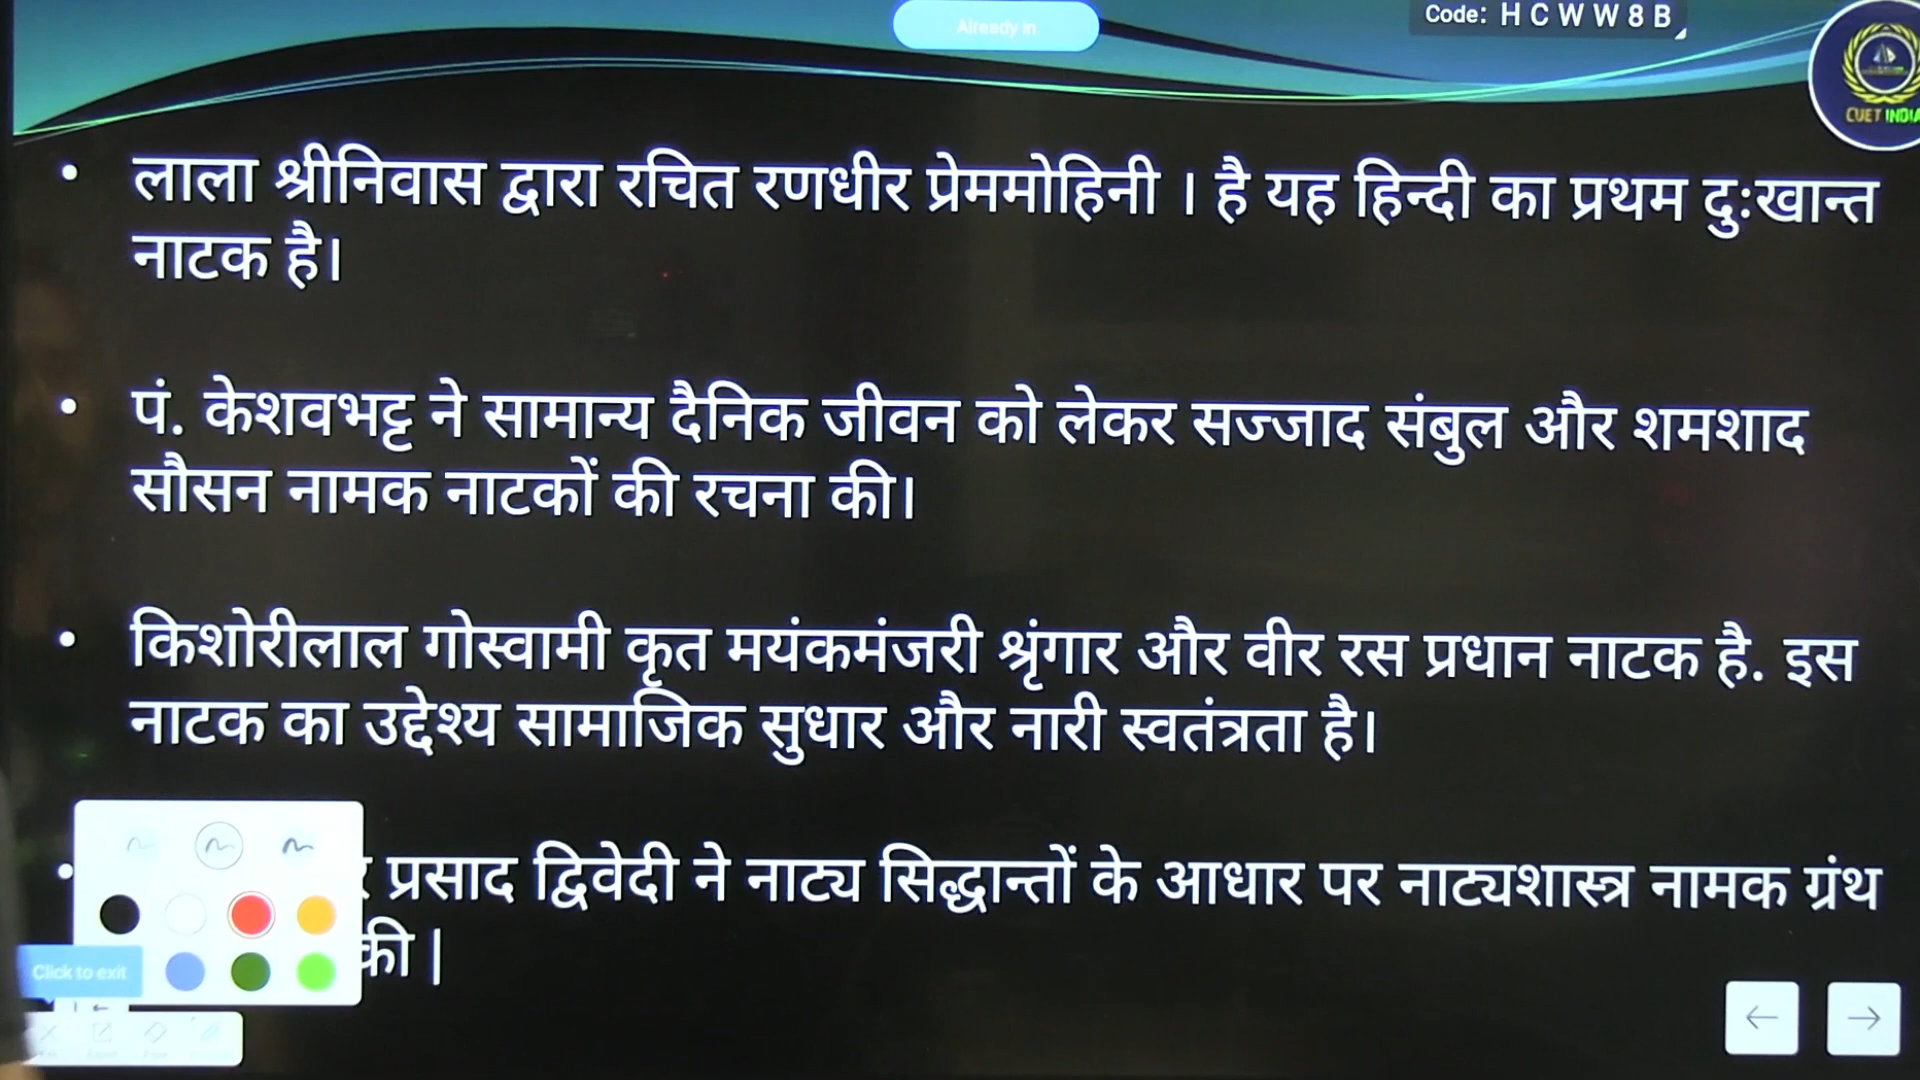 Already in
Code: H C W W 8 B
CUET INDIA
• लाला श्रीनिवास द्वारा रचित रणधीर प्रेममोहिनी । है यह हिन्दी का प्रथम दुःखान्त
नाटक है।
• पं. केशवभट्ट ने सामान्य दैनिक जीवन को लेकर सज्जाद संबुल और शमशाद
सौसन नामक नाटकों की रचना की।
• किशोरीलाल गोस्वामी कृत मयंकमंजरी श्रृंगार और वीर रस प्रधान नाटक है. इस
नाटक का उद्देश्य सामाजिक सुधार और नारी स्वतंत्रता है।
• प्रसाद द्विवेदी ने नाट्य सिद्धान्तों के आधार पर नाट्यशास्त्र नामक ग्रंथ
की |
Click to exit